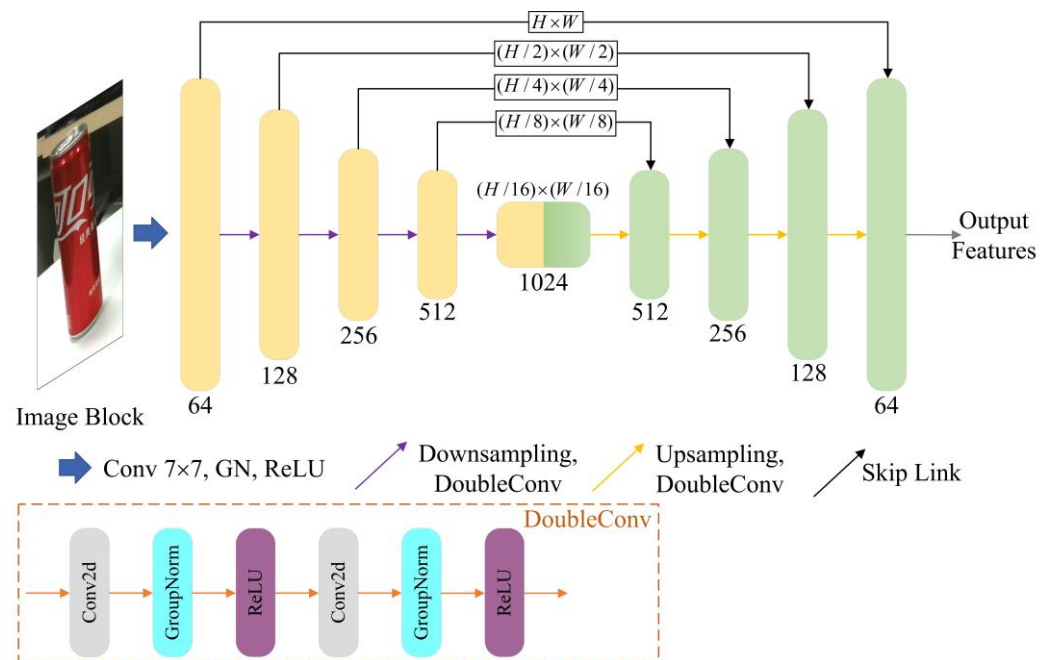 H×W
(H/2)×(W/2)
(H/4)×(W/4)
(H/8)×(W/8)
(H/16)×(W/16)
Output
Features
1024
512
512
256
256
128
128
64
64
Image Block
Conv 7×7, GN, ReLU
Downsampling,
DoubleConv
Upsampling,
DoubleConv
Skip Link
DoubleConv
Conv2d
GroupNorm
ReLU
Conv2d
GroupNorm
ReLU